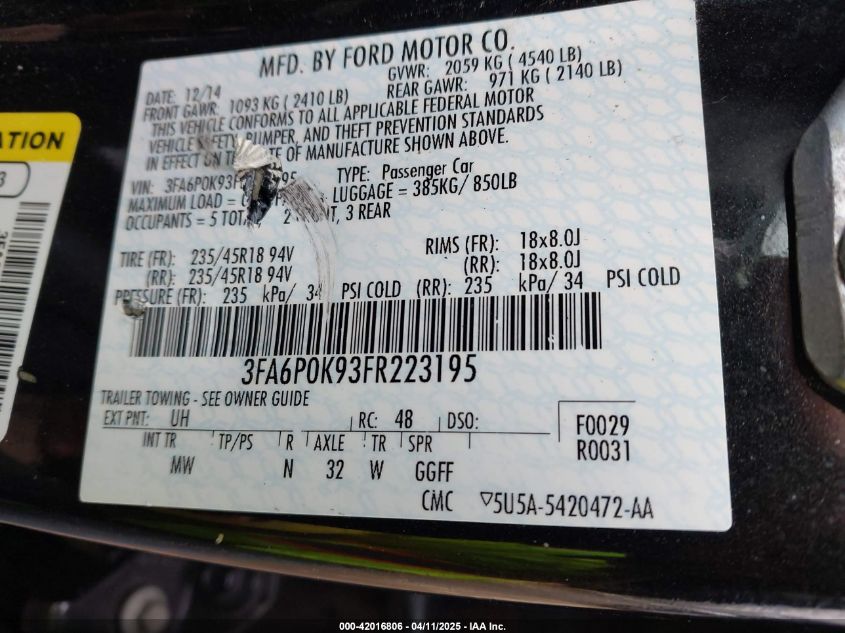 MFD. BY FORD MOTOR CO.
DATE: 12/14 GVWR: 2059 KG (4540 LB)
FRONT GAWR: 1093 KG (2410 LB) REAR GAWR: 971 KG (2140 LB)
THIS VEHICLE CONFORMS TO ALL APPLICABLE FEDERAL MOTOR
VEHICLE SAFETY, BUMPER, AND THEFT PREVENTION STANDARDS
IN EFFECT ON THE DATE OF MANUFACTURE SHOWN ABOVE.
VIN: 3FA6P0K93F 195 TYPE: Passenger Car
MAXIMUM LOAD = LUGGAGE = 385KG/ 850LB
OCCUPANTS = 5 TOTAL 2 3 REAR
TIRE (FR): 235/45R18 94V RIMS (FR): 18x8.0J
(RR): 235/45R18 94V (RR): 18x8.0J
PRESSURE (FR): 235 kPa/ 34 PSI COLD (RR): 235 kPa/ 34 PSI COLD
3FA6P0K93FR223195
TRAILER TOWING - SEE OWNER GUIDE
EXT PNT: UH RC: 48 DSO: F0029
INT TR TP/PS R AXLE TR SPR R0031
MW N 32 W GGFF
CMC ▽5U5A-5420472-AA
ATION
3
000-42016806 - 04/11/2025 - IAA Inc.